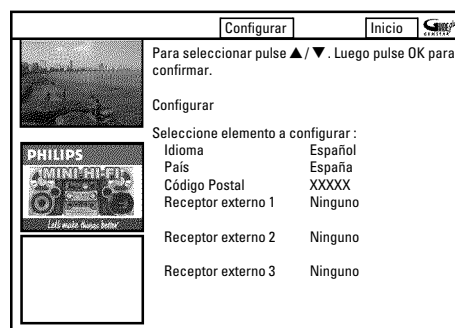 Configurar
Inicio
GUIDE
GEMSTAR
Para seleccionar pulse ▲/▼. Luego pulse OK para
confirmar.
Configurar
Seleccione elemento a configurar :
Idioma Español
País España
Código Postal XXXXX
Receptor externo 1 Ninguno
Receptor externo 2 Ninguno
Receptor externo 3 Ninguno
PHILIPS
MINI-HI-FI
Let's make things better